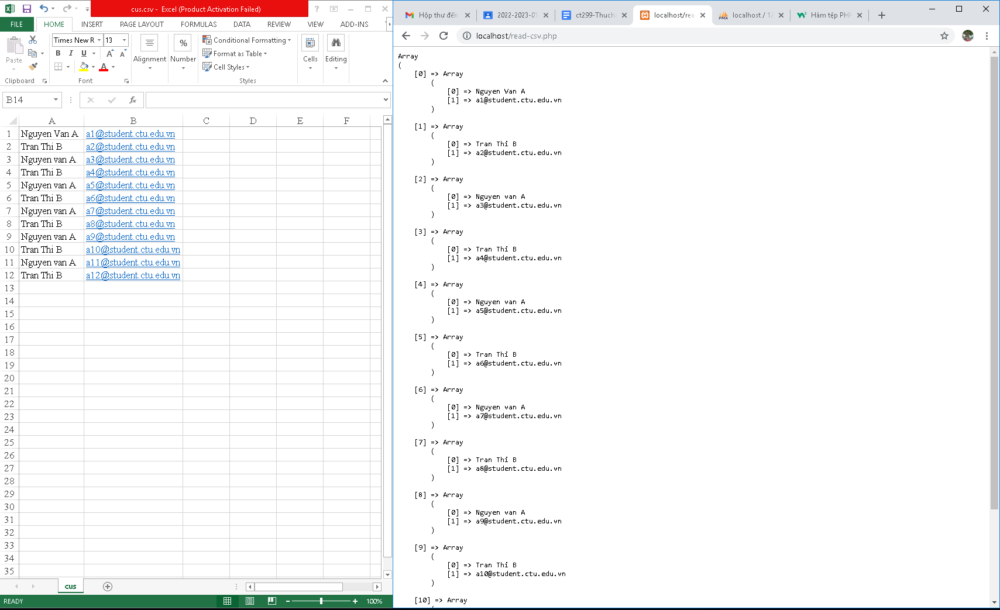 cus.csv - Excel (Product Activation Failed)
FILE HOME INSERT PAGE LAYOUT FORMULAS DATA REVIEW VIEW ADD-INS
Paste
Times New R 13
B I U A A
A
Alignment
%
Number
Conditional Formatting
Format as Table
Cell Styles
Cells
Editing
Clipboard Font Styles
B14 fx
A B C D E F
1 Nguyen Van A a1@student.ctu.edu.vn
2 Tran Thi B a2@student.ctu.edu.vn
3 Nguyen van A a3@student.ctu.edu.vn
4 Tran Thi B a4@student.ctu.edu.vn
5 Nguyen van A a5@student.ctu.edu.vn
6 Tran Thi B a6@student.ctu.edu.vn
7 Nguyen van A a7@student.ctu.edu.vn
8 Tran Thi B a8@student.ctu.edu.vn
9 Nguyen van A a9@student.ctu.edu.vn
10 Tran Thi B a10@student.ctu.edu.vn
11 Nguyen van A a11@student.ctu.edu.vn
12 Tran Thi B a12@student.ctu.edu.vn
13
14
15
16
17
18
19
20
21
22
23
24
25
26
27
28
29
30
31
32
33
34
35
cus
READY 100%
Hộp thư đến 2022-2023-01 ct299-Thuch localhost/rea localhost / 12 Hàm tệp PHP
localhost/read-csv.php
Array
(
[0] => Array
(
[0] => Nguyen Van A
[1] => a1@student.ctu.edu.vn
)
[1] => Array
(
[0] => Tran Thi B
[1] => a2@student.ctu.edu.vn
)
[2] => Array
(
[0] => Nguyen van A
[1] => a3@student.ctu.edu.vn
)
[3] => Array
(
[0] => Tran Thi B
[1] => a4@student.ctu.edu.vn
)
[4] => Array
(
[0] => Nguyen van A
[1] => a5@student.ctu.edu.vn
)
[5] => Array
(
[0] => Tran Thi B
[1] => a6@student.ctu.edu.vn
)
[6] => Array
(
[0] => Nguyen van A
[1] => a7@student.ctu.edu.vn
)
[7] => Array
(
[0] => Tran Thi B
[1] => a8@student.ctu.edu.vn
)
[8] => Array
(
[0] => Nguyen van A
[1] => a9@student.ctu.edu.vn
)
[9] => Array
(
[0] => Tran Thi B
[1] => a10@student.ctu.edu.vn
)
[10] => Array
(